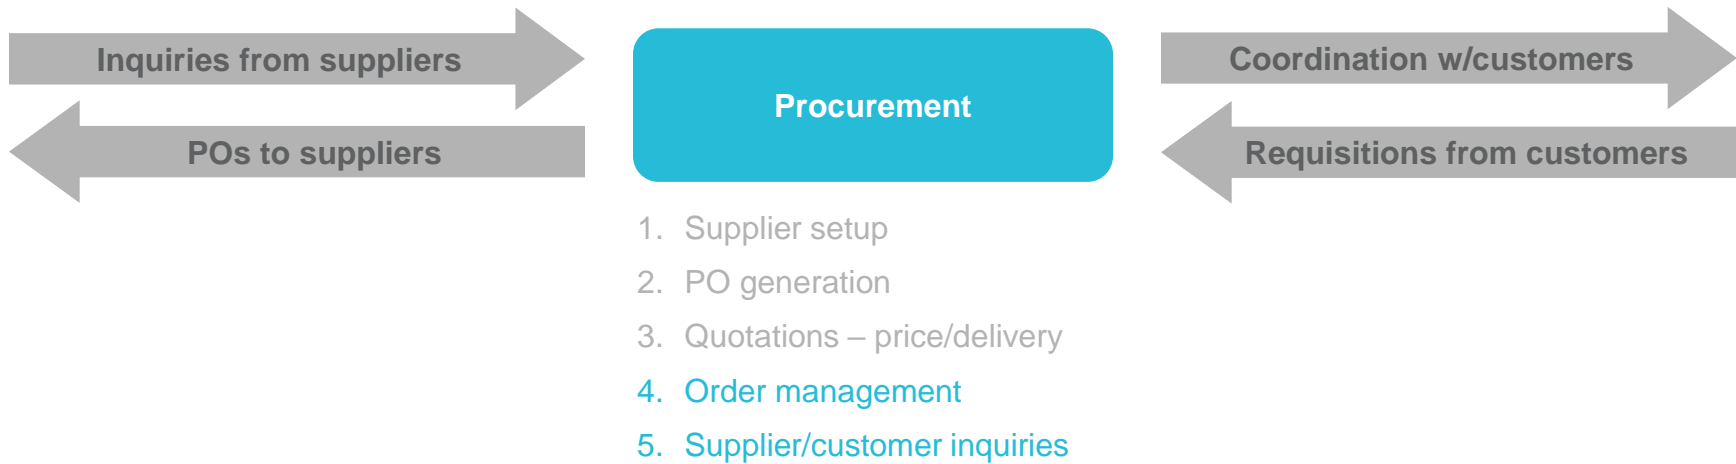 Inquiries from suppliers
POs to suppliers
Procurement
Coordination w/customers
Requisitions from customers
1. Supplier setup
2. PO generation
3. Quotations – price/delivery
4. Order management
5. Supplier/customer inquiries